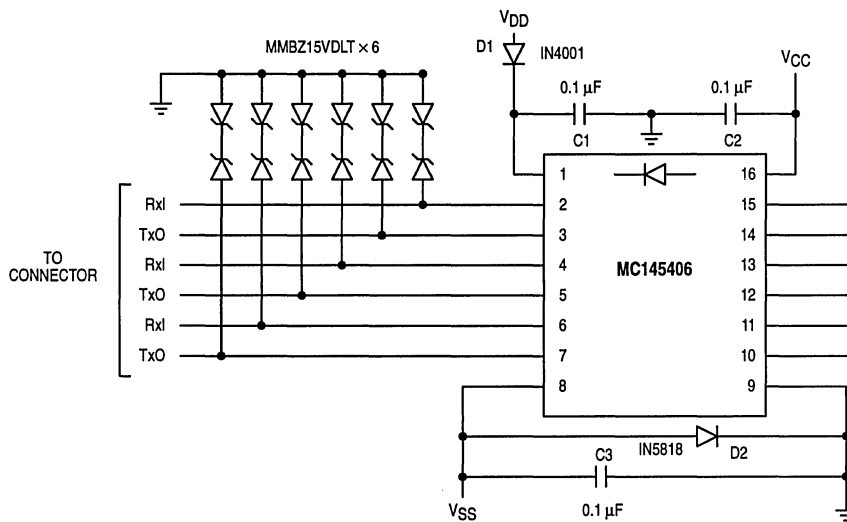 MMBZ15VDLT × 6
VDD
D1
IN4001
VCC
0.1 µF
0.1 µF
C1
C2
1
16
RxI
2
15
TxO
3
14
TO
CONNECTOR
RxI
4
MC145406
13
TxO
5
12
RxI
6
11
TxO
7
10
8
9
IN5818
D2
C3
VSS
0.1 µF